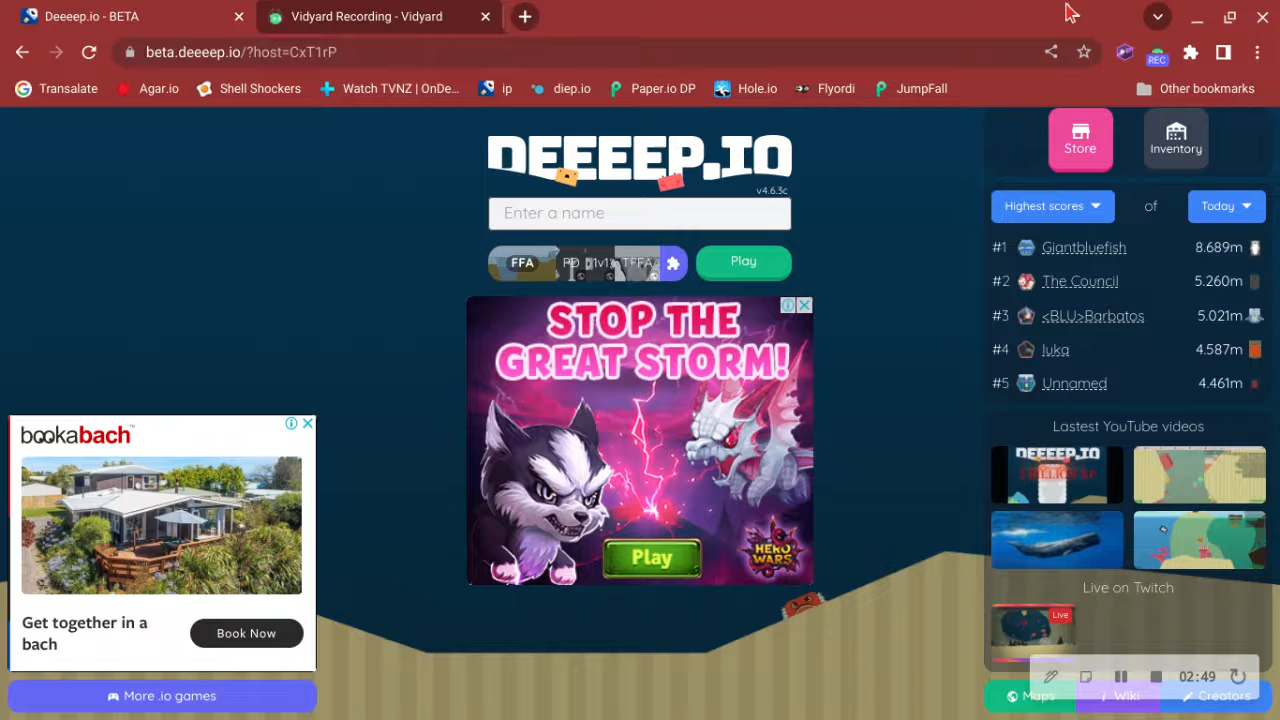 Deeeep.io - BETA
Vidyard Recording - Vidyard
beta.deeeep.io/?host=CxT1rP
REC
Transalate
Agar.io
Shell Shockers
Watch TVNZ | OnDe...
ip
diep.io
Paper.io DP
Hole.io
Flyordi
JumpFall
Other bookmarks
DEEEEP.IO
v4.6.3c
Enter a name
FFA PD 1v1 TFFA
Play
Store
Inventory
Highest scores of Today
#1 Giantbluefish 8.689m
#2 The Council 5.260m
#3 <BLU>Barbatos 5.021m
#4 luka 4.587m
#5 Unnamed 4.461m
STOP THE
GREAT STORM!
Play
HERO
WARS
bookabach™
Get together in a
bach
Book Now
More .io games
Lastest YouTube videos
DEEEEP.IO
Live on Twitch
Live
02:49
Maps
Wiki
Creators